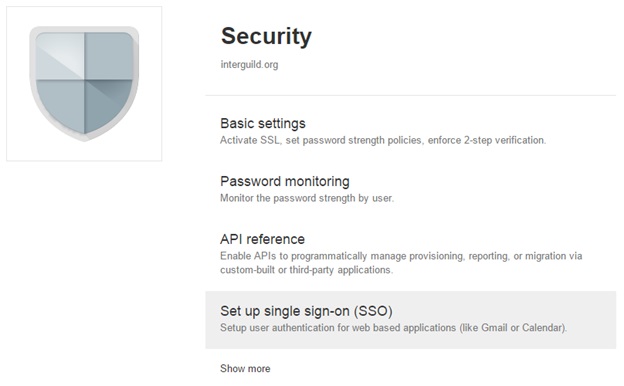 Security
interguild.org
Basic settings
Activate SSL, set password strength policies, enforce 2-step verification.
Password monitoring
Monitor the password strength by user.
API reference
Enable APIs to programmatically manage provisioning, reporting, or migration via
custom-built or third-party applications.
Set up single sign-on (SSO)
Setup user authentication for web based applications (like Gmail or Calendar).
Show more